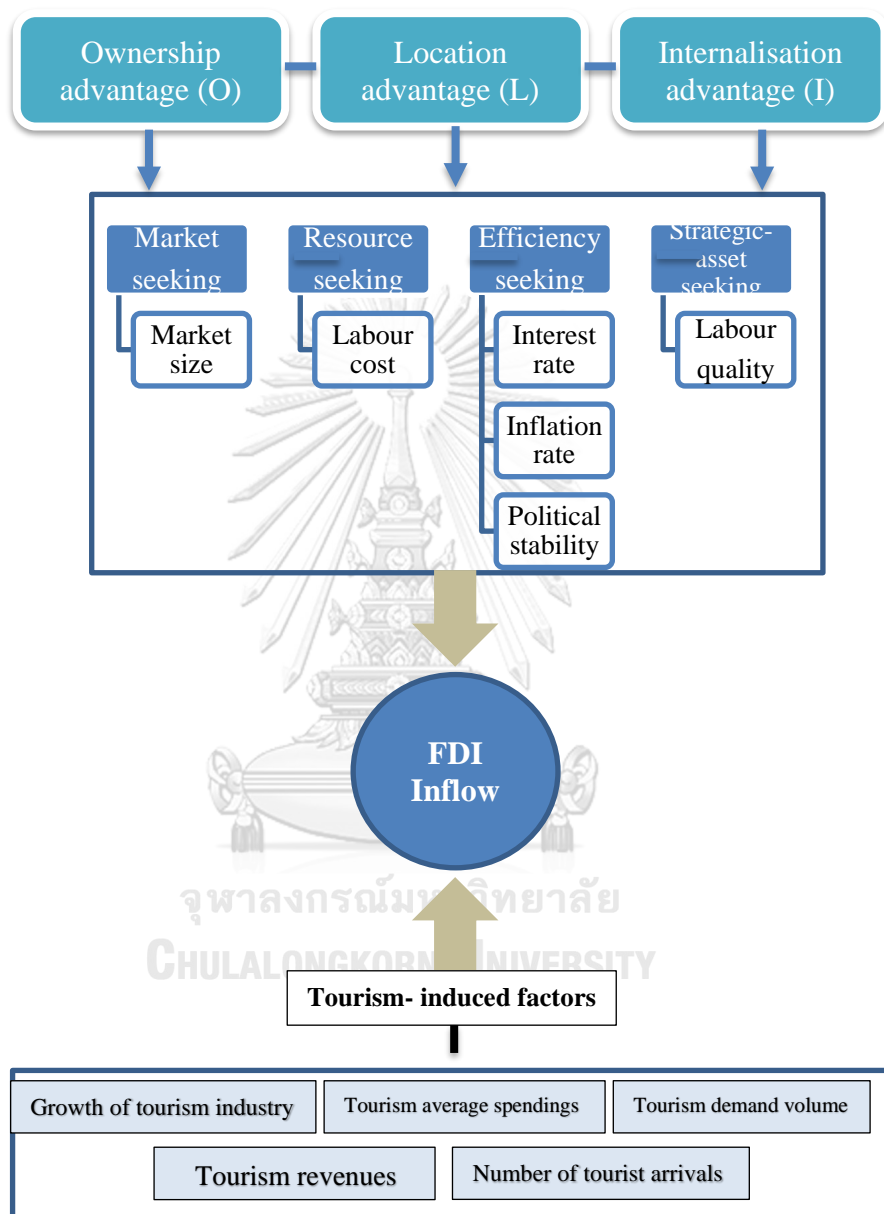 Ownership
advantage (O)
Location
advantage (L)
Internalisation
advantage (I)
Market
seeking
Resource
seeking
Efficiency
seeking
Strategic-
asset
seeking
Market
size
Labour
cost
Interest
rate
Labour
quality
Inflation
rate
Political
stability
FDI
Inflow
จุฬาลงกรณ์มหาวิทยาลัย
CHULALONGKORN UNIVERSITY
Tourism- induced factors
Growth of tourism industry
Tourism average spendings
Tourism demand volume
Tourism revenues
Number of tourist arrivals